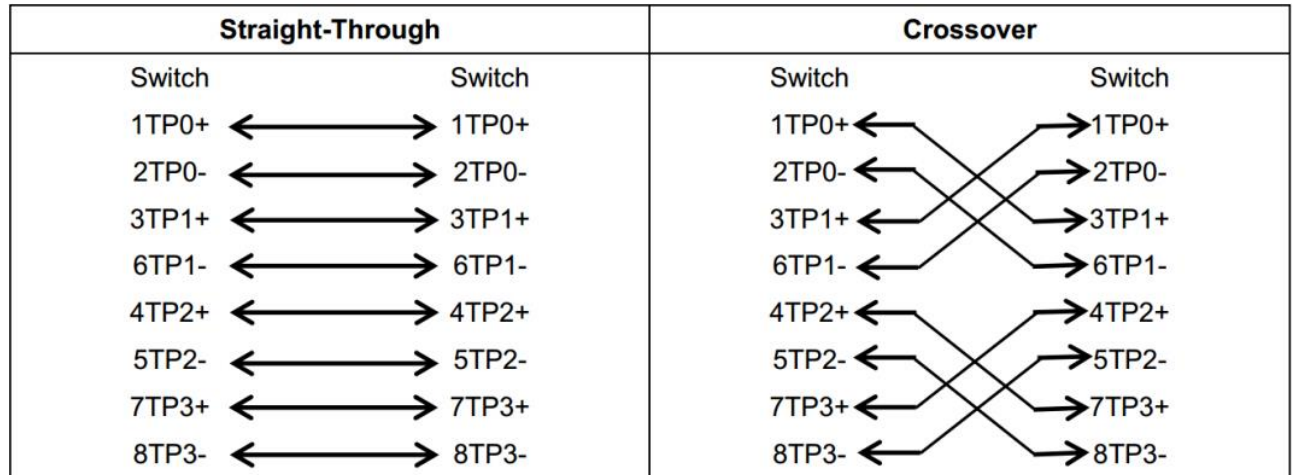 Straight-Through Crossover
Switch Switch Switch Switch
1TP0+ 1TP0+ 1TP0+ 1TP0+
2TP0- 2TP0- 2TP0- 2TP0-
3TP1+ 3TP1+ 3TP1+ 3TP1+
6TP1- 6TP1- 6TP1- 6TP1-
4TP2+ 4TP2+ 4TP2+ 4TP2+
5TP2- 5TP2- 5TP2- 5TP2-
7TP3+ 7TP3+ 7TP3+ 7TP3+
8TP3- 8TP3- 8TP3- 8TP3-